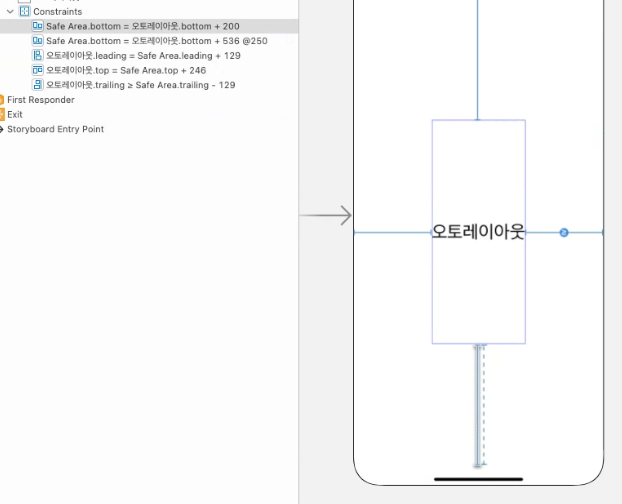 Constraints
Safe Area.bottom = 오토레이아웃.bottom + 200
Safe Area.bottom = 오토레이아웃.bottom + 536 @250
오토레이아웃.leading = Safe Area.leading + 129
오토레이아웃.top = Safe Area.top + 246
오토레이아웃.trailing ≥ Safe Area.trailing - 129
First Responder
Exit
Storyboard Entry Point
오토레이아웃